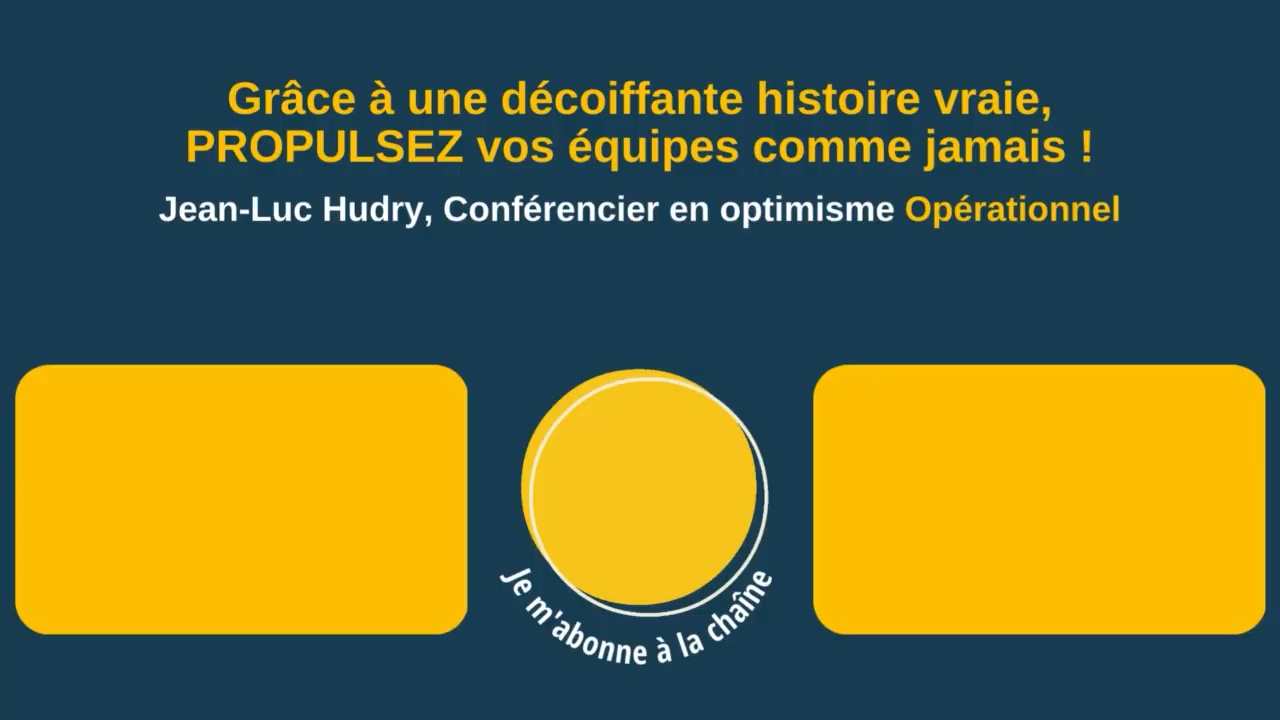 Grâce à une décoiffante histoire vraie,
PROPULSEZ vos équipes comme jamais !
Jean-Luc Hudry, Conférencier en optimisme Opérationnel
Je m'abonne à la chaîne